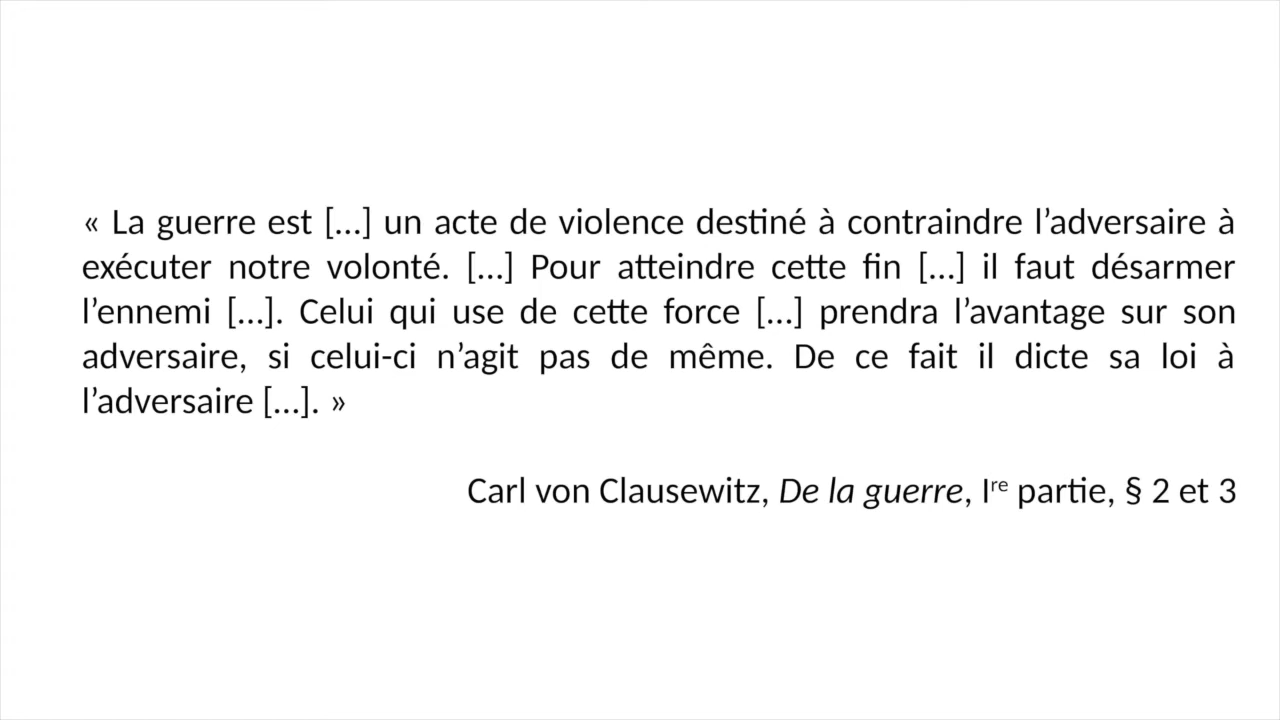 « La guerre est […] un acte de violence destiné à contraindre l’adversaire à
exécuter notre volonté. […] Pour atteindre cette fin […] il faut désarmer
l’ennemi […]. Celui qui use de cette force […] prendra l’avantage sur son
adversaire, si celui-ci n’agit pas de même. De ce fait il dicte sa loi à
l’adversaire […]. »
Carl von Clausewitz, De la guerre, Iʳᵉ partie, § 2 et 3